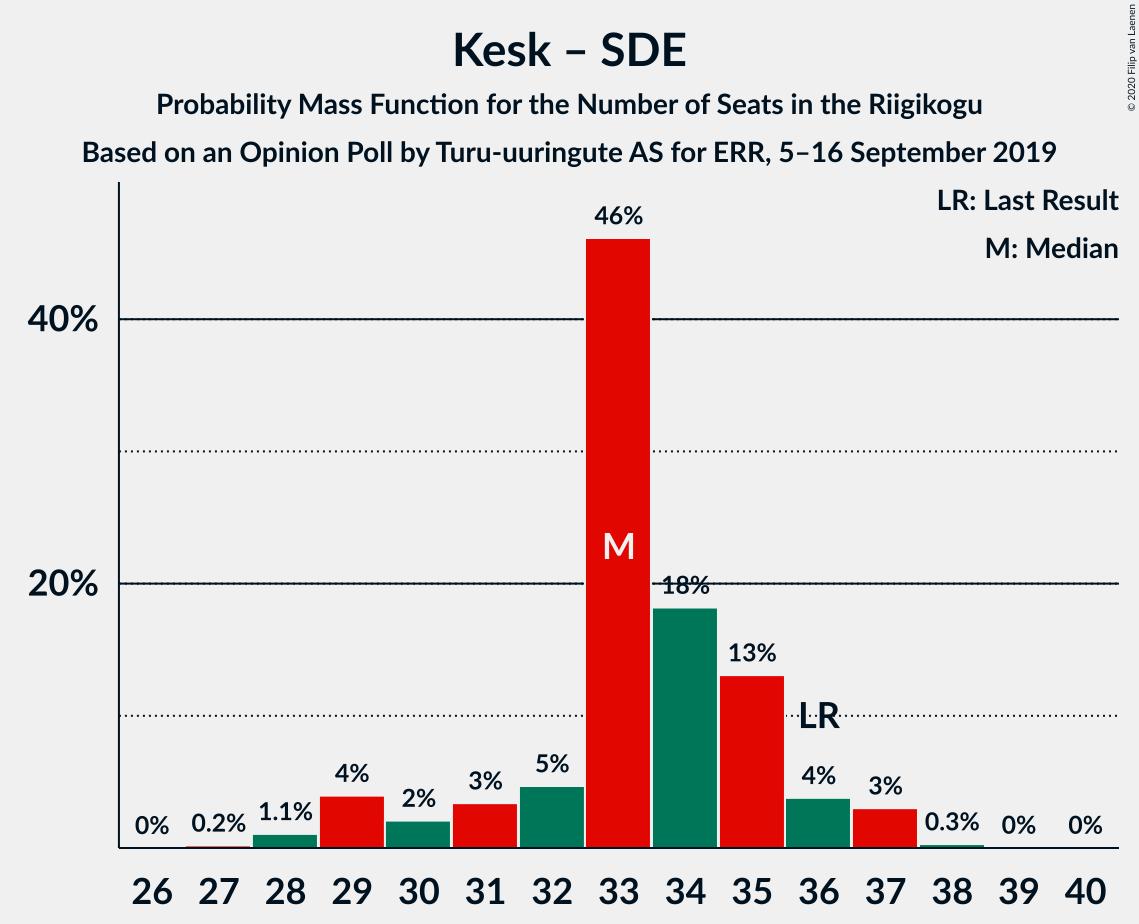 © 2020 Filip van Laenen
Kesk – SDE
Probability Mass Function for the Number of Seats in the Riigikogu
Based on an Opinion Poll by Turu-uuringute AS for ERR, 5–16 September 2019
LR: Last Result
M: Median
46%
40%
M
20%
18%
13%
LR
5%
4%
4%
3%
3%
2%
1.1%
0.2%
0.3%
0%
0%
0%
26 27 28 29 30 31 32 33 34 35 36 37 38 39 40